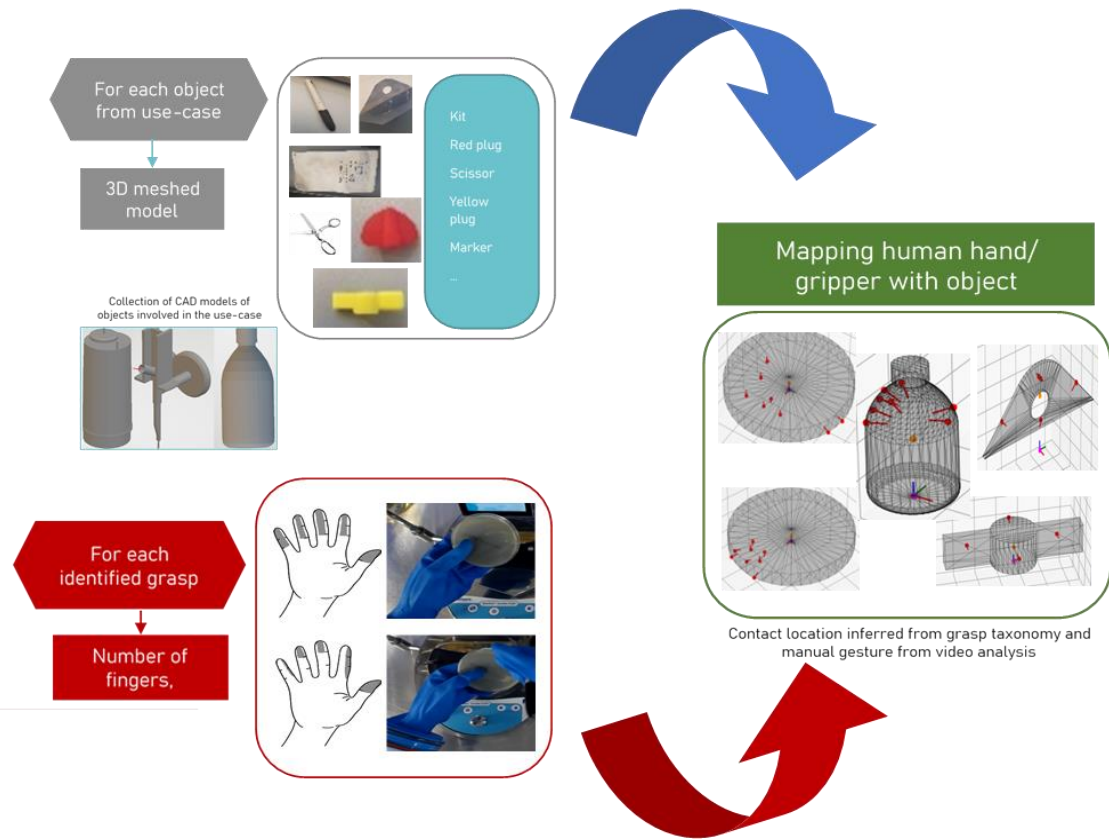 For each object
from use-case
3D meshed
model
Kit
Red plug
Scissor
Yellow
plug
Marker
...
Collection of CAD models of
objects involved in the use-case
Mapping human hand/
gripper with object
For each
identified grasp
Number of
fingers,
Contact location inferred from grasp taxonomy and
manual gesture from video analysis